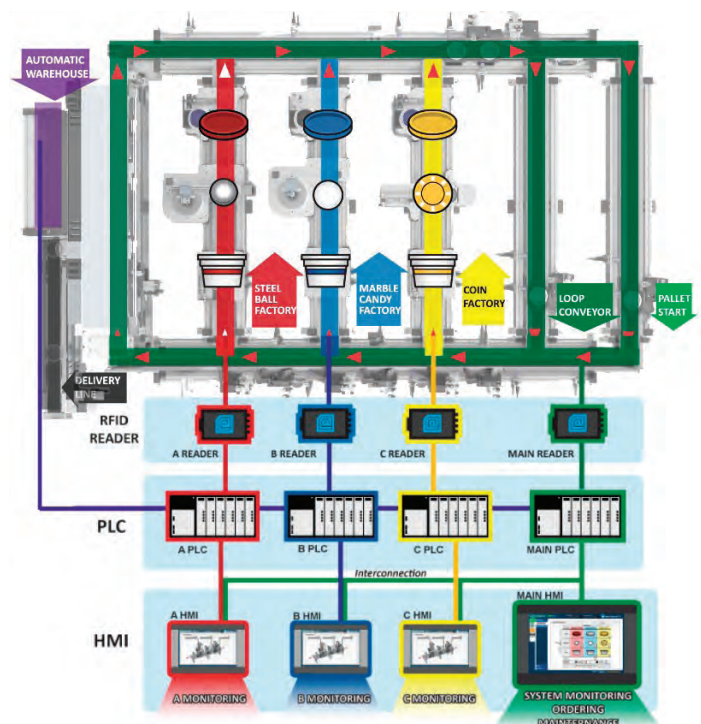 AUTOMATIC
WAREHOUSE
STEEL
BALL
FACTORY
MARBLE
CANDY
FACTORY
COIN
FACTORY
LOOP
CONVEYOR
PALLET
START
DELIVERY
LINE
RFID
READER
A READER
B READER
C READER
MAIN READER
PLC
A PLC
B PLC
C PLC
MAIN PLC
Interconnection
HMI
A HMI
B HMI
C HMI
MAIN HMI
A MONITORING
B MONITORING
C MONITORING
SYSTEM MONITORING
ORDERING
MAINTERNANGE